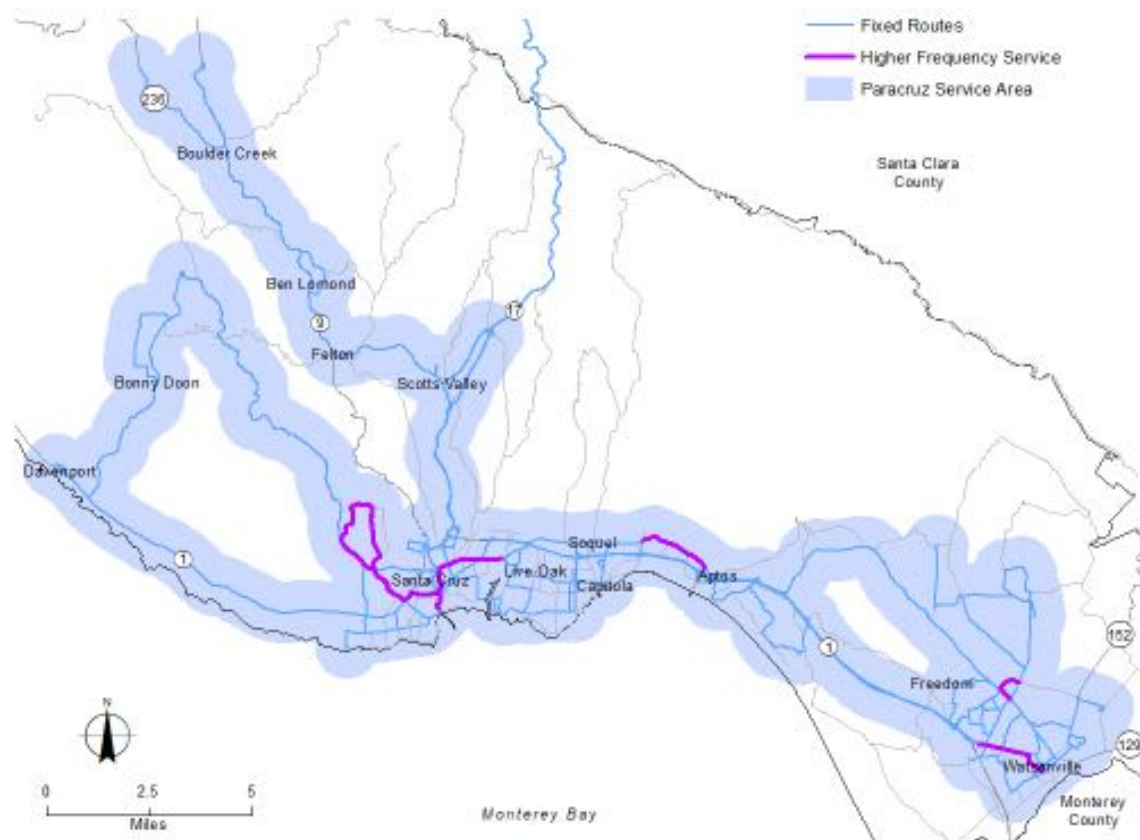 Fixed Routes
Higher Frequency Service
Paracruz Service Area
236
Boulder Creek
Santa Clara
County
Ben Lomond
17
9
Felton
Bonny Doon
Scotts Valley
Davenport
1
Soquel
Live Oak
Santa Cruz
Capitola
Aptos
1
152
Freedom
N
129
Watsonville
0
2.5
5
Miles
Monterey Bay
Monterey
County